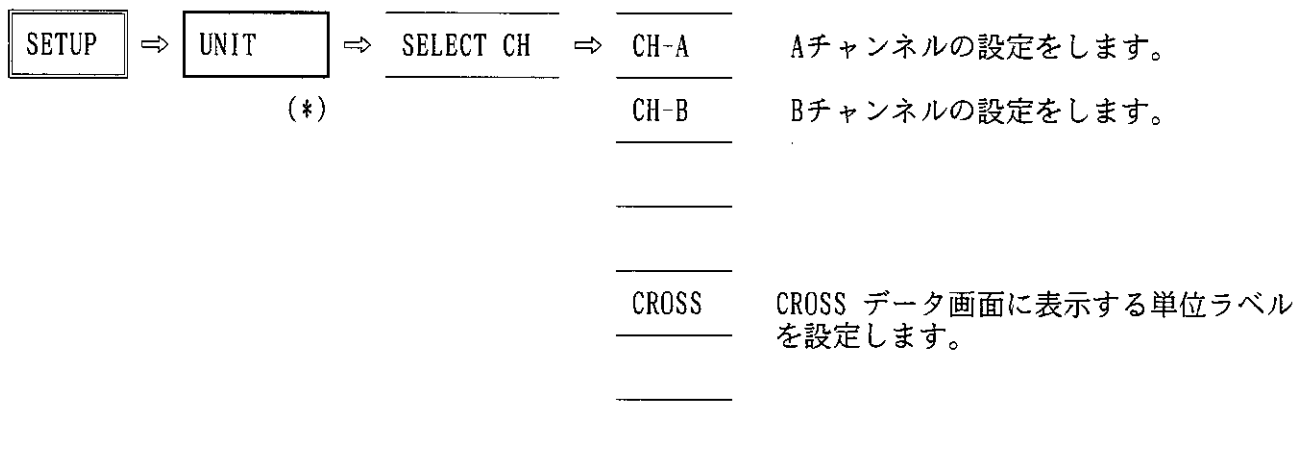 SETUP ⇒ UNIT ⇒ SELECT CH ⇒ CH-A Aチャンネルの設定をします。
(*) CH-B Bチャンネルの設定をします。
CROSS CROSS データ画面に表示する単位ラベル
を設定します。